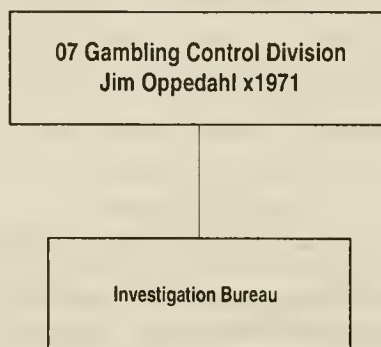 07 Gambling Control Division
Jim Oppedahl x1971
Investigation Bureau